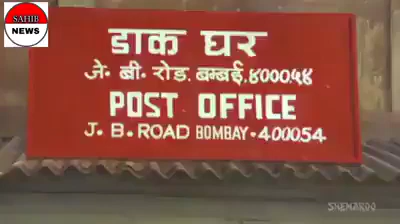 SAHIB
NEWS
डाक घर
जे. बी. रोड. बम्बई. ४०००५४
POST OFFICE
J. B. ROAD BOMBAY - 400054
SHEMAROO